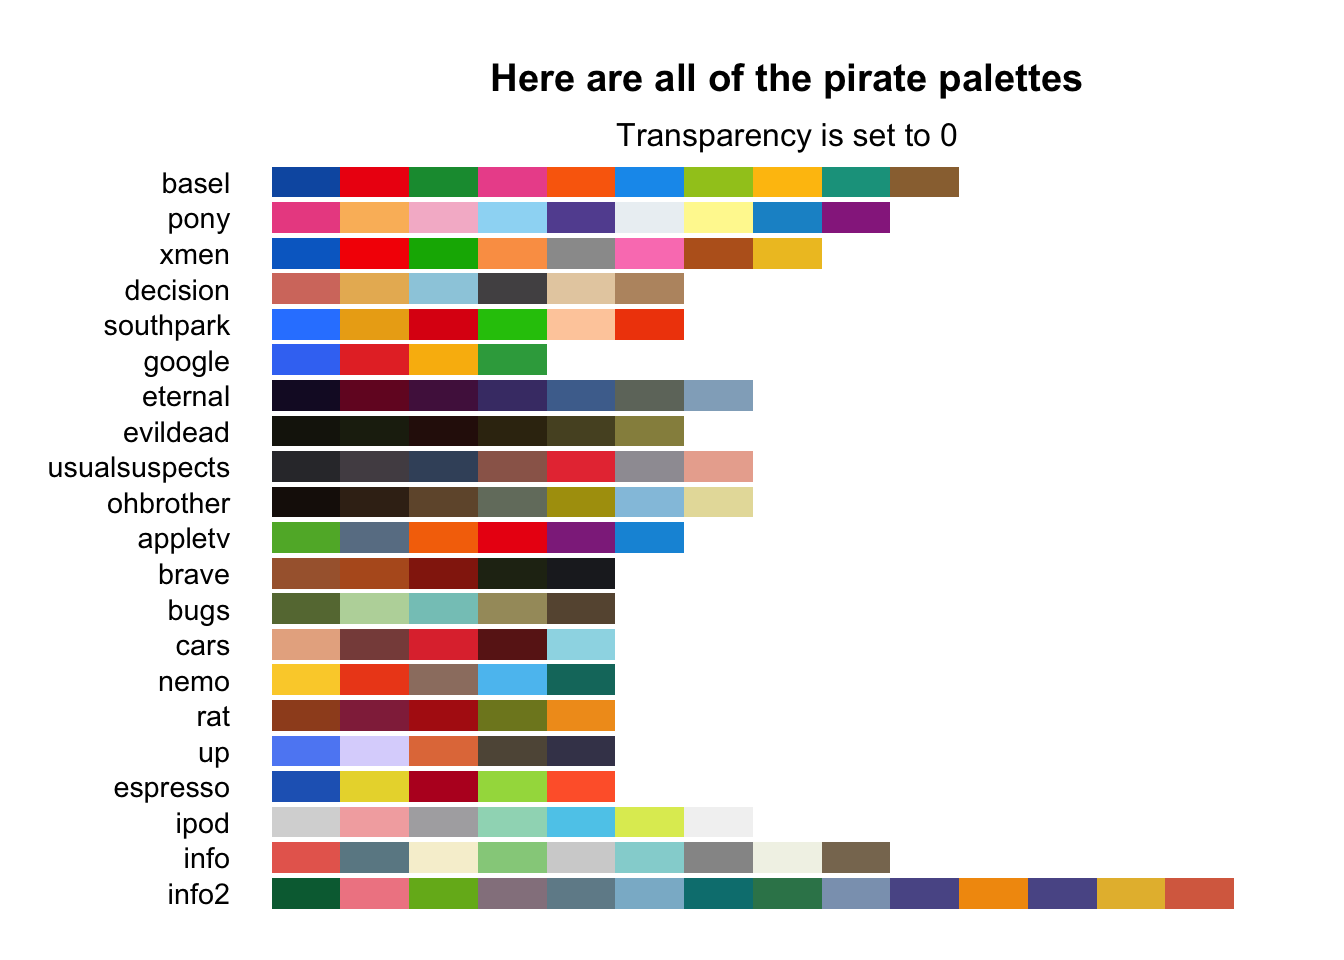 Here are all of the pirate palettes
Transparency is set to 0
basel
pony
xmen
decision
southpark
google
eternal
evildead
usualsuspects
ohbrother
appletv
brave
bugs
cars
nemo
rat
up
espresso
ipod
info
info2